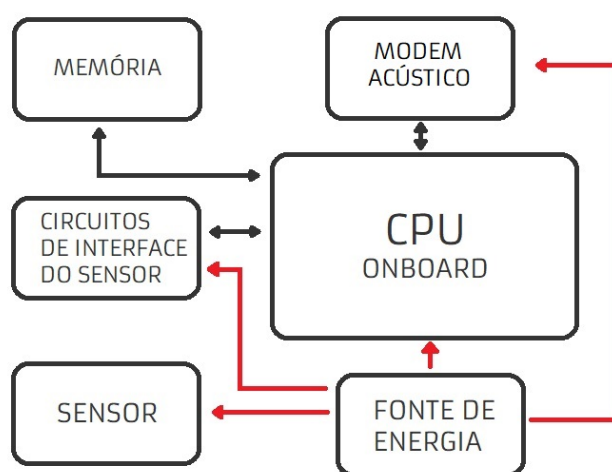 MEMÓRIA
MODEM
ACÚSTICO
CIRCUITOS
DE INTERFACE
DO SENSOR
CPU
ONBOARD
SENSOR
FONTE DE
ENERGIA